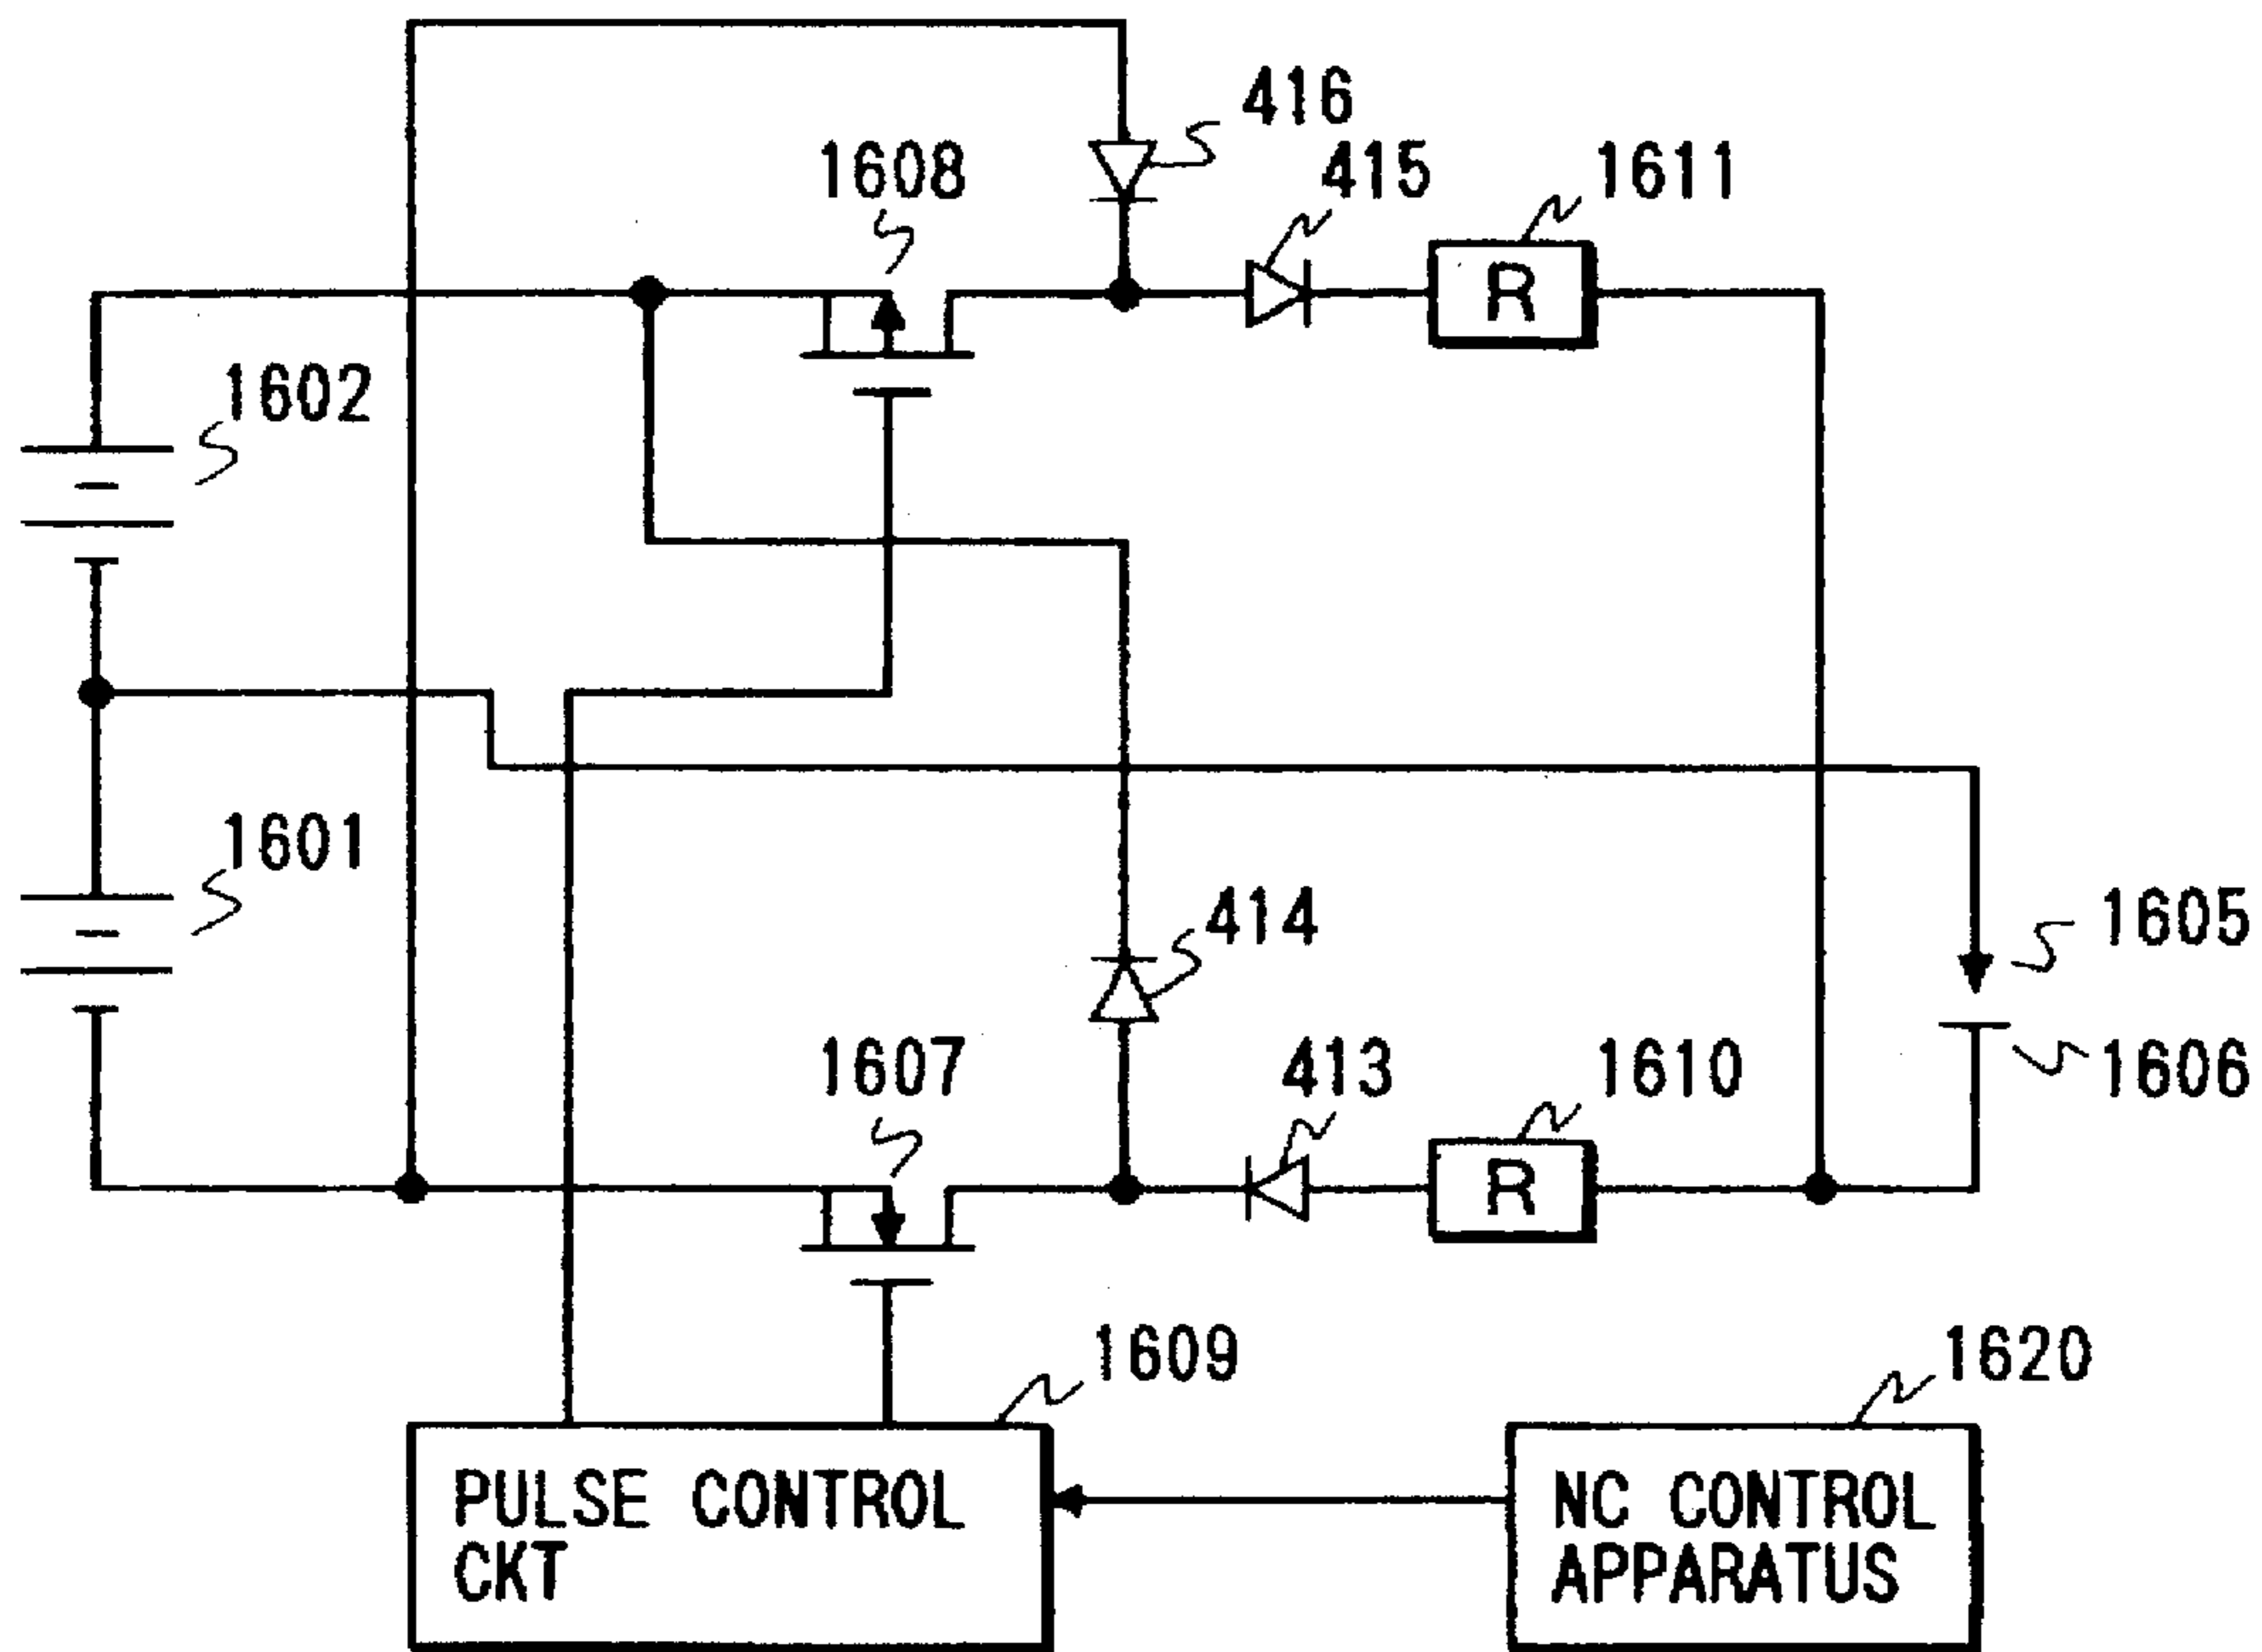 416
1608
415
1611
R
1602
1601
414
1605
1607
413
1610
1606
R
1609
1620
PULSE CONTROL
CKT
NC CONTROL
APPARATUS